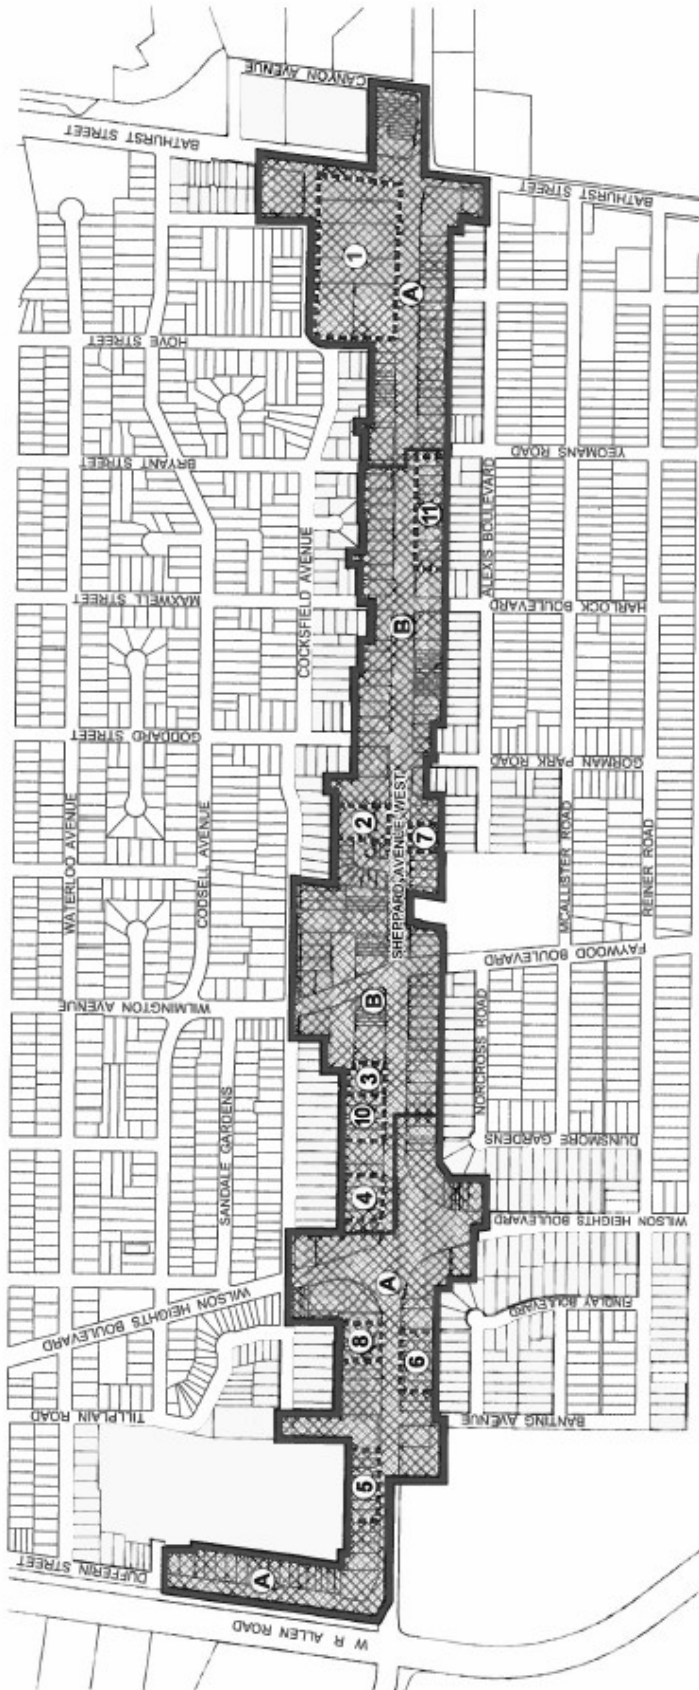 CANYON AVENUE
BATHURST STREET
BATHURST STREET
1
A
HOVE STREET
BRYANT STREET
YEOMANS ROAD
ALEXIS BOULEVARD
11
MAXWELL STREET
COCKSFIELD AVENUE
B
HARLOCK BOULEVARD
GODDARD STREET
GORMAN PARK ROAD
WATERLOO AVENUE
CODSELL AVENUE
2
SHEPPARD AVENUE WEST
7
MCALLISTER ROAD
REINER ROAD
FAYWOOD BOULEVARD
WILMINGTON AVENUE
B
NORCROSS ROAD
SANDALE GARDENS
3
10
DUNSMORE GARDENS
4
WILSON HEIGHTS BOULEVARD
WILSON HEIGHTS BOULEVARD
A
FINDLAY BOULEVARD
8
6
TILLPLAIN ROAD
BANTING AVENUE
5
DUFFERIN STREET
A
W R ALLEN ROAD